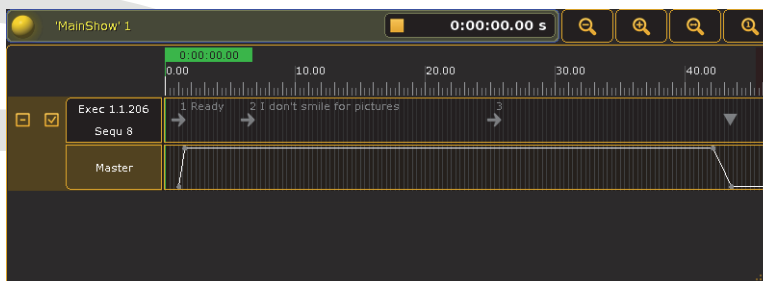 'MainShow' 1
0:00:00.00 s
0:00:00.00
0.00 10.00 20.00 30.00 40.00
Exec 1.1.206
Sequ 8
1 Ready 2 I don't smile for pictures 3
Master